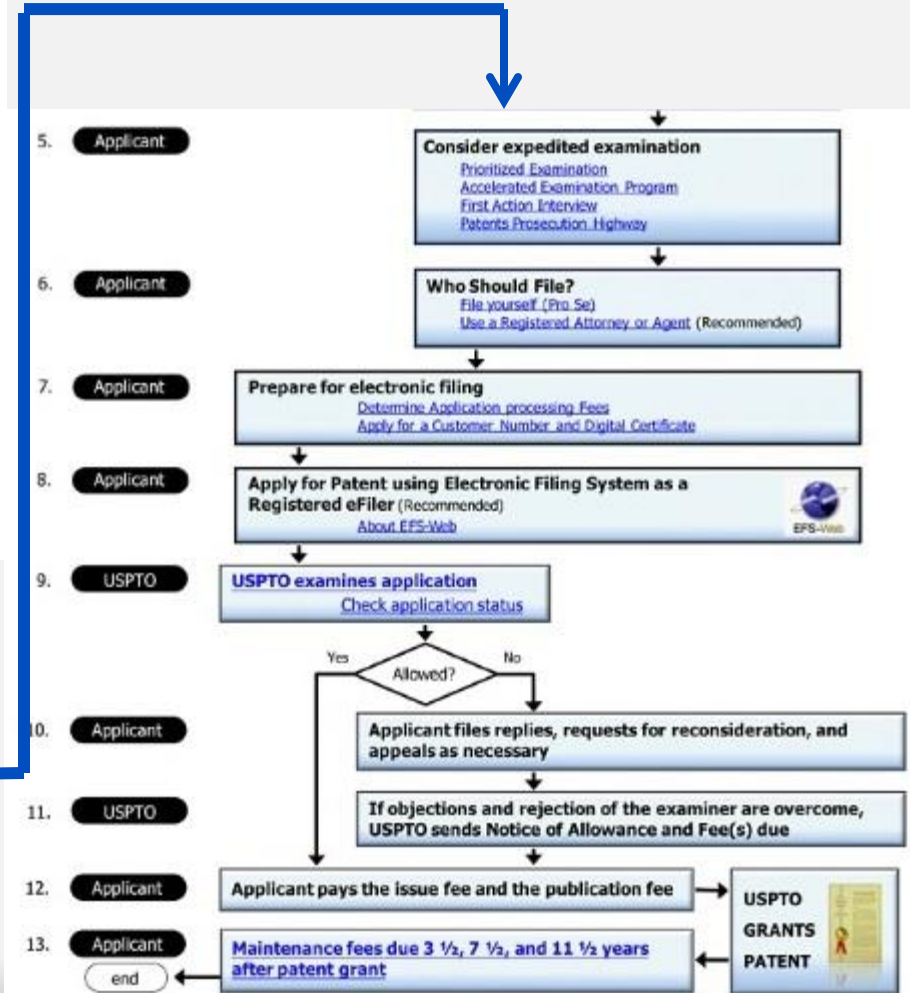 5. Applicant
Consider expedited examination
Prioritized Examination
Accelerated Examination Program
First Action Interview
Patents Prosecution Highway
6. Applicant
Who Should File?
File yourself (Pro Se)
Use a Registered Attorney or Agent (Recommended)
7. Applicant
Prepare for electronic filing
Determine Application processing Fees
Apply for a Customer Number and Digital Certificate
8. Applicant
Apply for Patent using Electronic Filing System as a
Registered eFiler (Recommended)
About EFS-Web
EFS-Web
9. USPTO
USPTO examines application
Check application status
Yes
Allowed?
No
10. Applicant
Applicant files replies, requests for reconsideration, and
appeals as necessary
11. USPTO
If objections and rejection of the examiner are overcome,
USPTO sends Notice of Allowance and Fee(s) due
12. Applicant
Applicant pays the issue fee and the publication fee
USPTO
GRANTS
PATENT
13. Applicant
Maintenance fees due 3 ½, 7 ½, and 11 ½ years
after patent grant
end